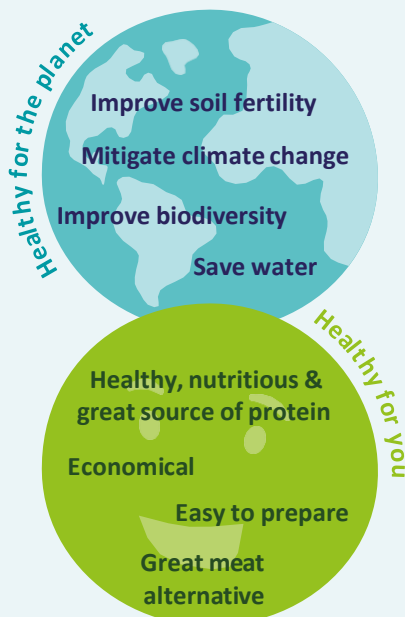 Healthy for the planet
Improve soil fertility
Mitigate climate change
Improve biodiversity
Save water
Healthy for you
Healthy, nutritious &
great source of protein
Economical
Easy to prepare
Great meat
alternative